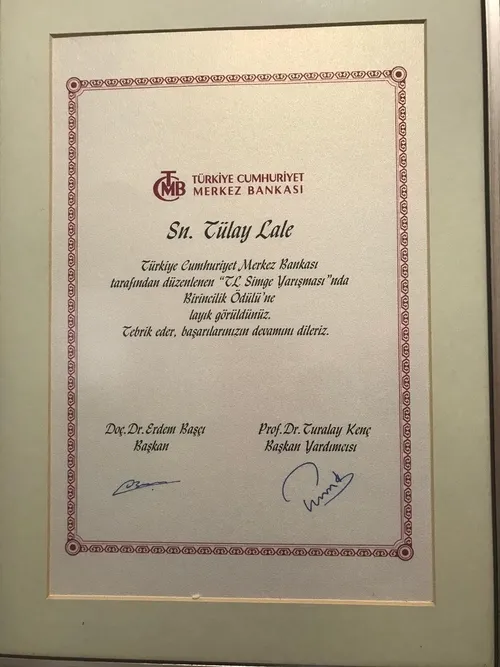 TCMB TÜRKİYE CUMHURİYET
MERKEZ BANKASI
Sn. Tülay Lale
Türkiye Cumhuriyet Merkez Bankası
tarafından düzenlenen "TL Simge Yarışması"nda
Birincilik Ödülü'ne
layık görüldünüz.
Tebrik eder, başarılarınızın devamını dileriz.
Doç.Dr.Erdem Başçı
Başkan
Prof.Dr.Turalay Kenç
Başkan Yardımcısı